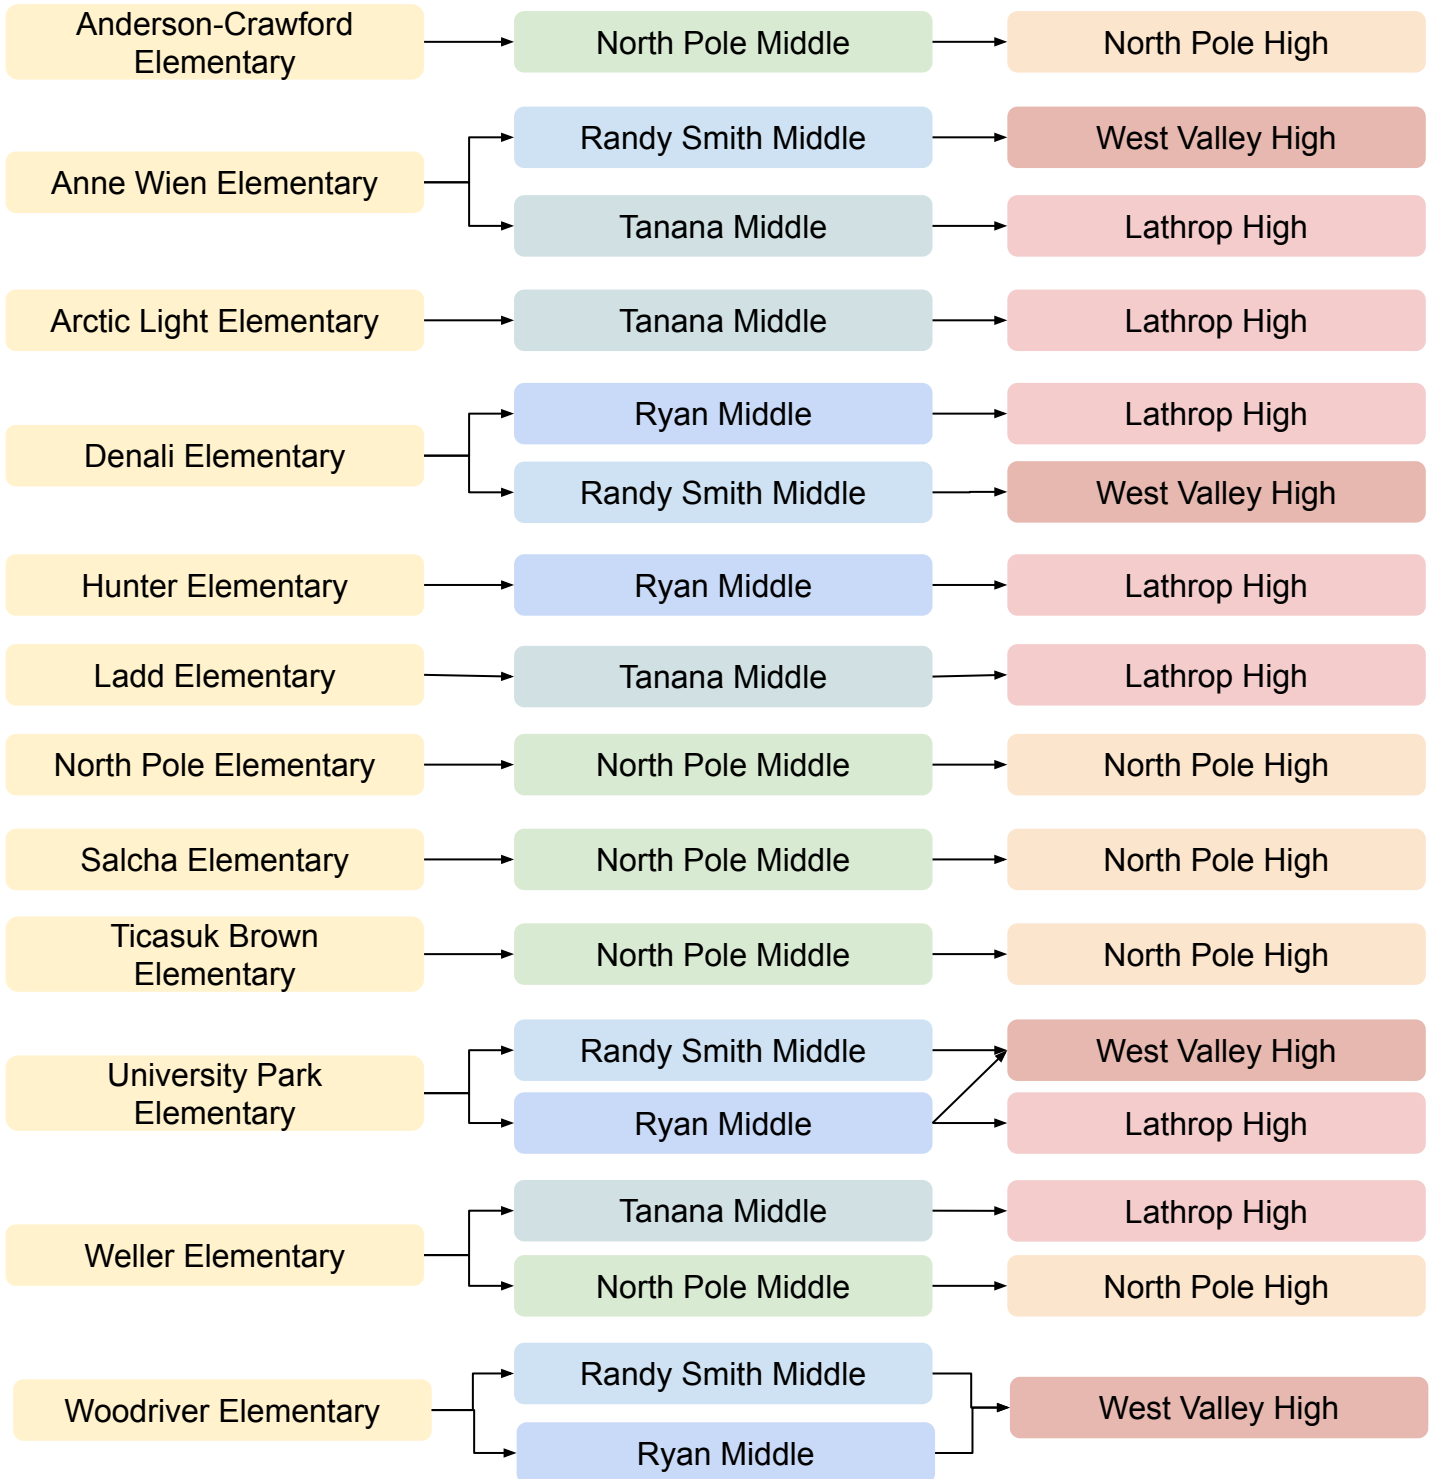 Anderson-Crawford
Elementary
North Pole Middle
North Pole High
Anne Wien Elementary
Randy Smith Middle
West Valley High
Tanana Middle
Lathrop High
Arctic Light Elementary
Tanana Middle
Lathrop High
Denali Elementary
Ryan Middle
Lathrop High
Randy Smith Middle
West Valley High
Hunter Elementary
Ryan Middle
Lathrop High
Ladd Elementary
Tanana Middle
Lathrop High
North Pole Elementary
North Pole Middle
North Pole High
Salcha Elementary
North Pole Middle
North Pole High
Ticasuk Brown
Elementary
North Pole Middle
North Pole High
University Park
Elementary
Randy Smith Middle
West Valley High
Ryan Middle
Lathrop High
Weller Elementary
Tanana Middle
Lathrop High
North Pole Middle
North Pole High
Woodriver Elementary
Randy Smith Middle
Ryan Middle
West Valley High